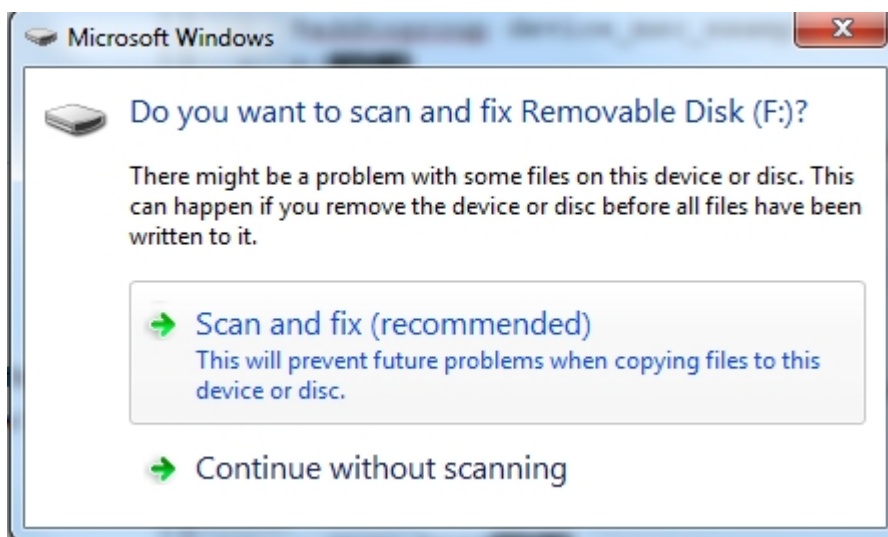 Microsoft Windows
Do you want to scan and fix Removable Disk (F:)?
There might be a problem with some files on this device or disc. This
can happen if you remove the device or disc before all files have been
written to it.
Scan and fix (recommended)
This will prevent future problems when copying files to this
device or disc.
Continue without scanning